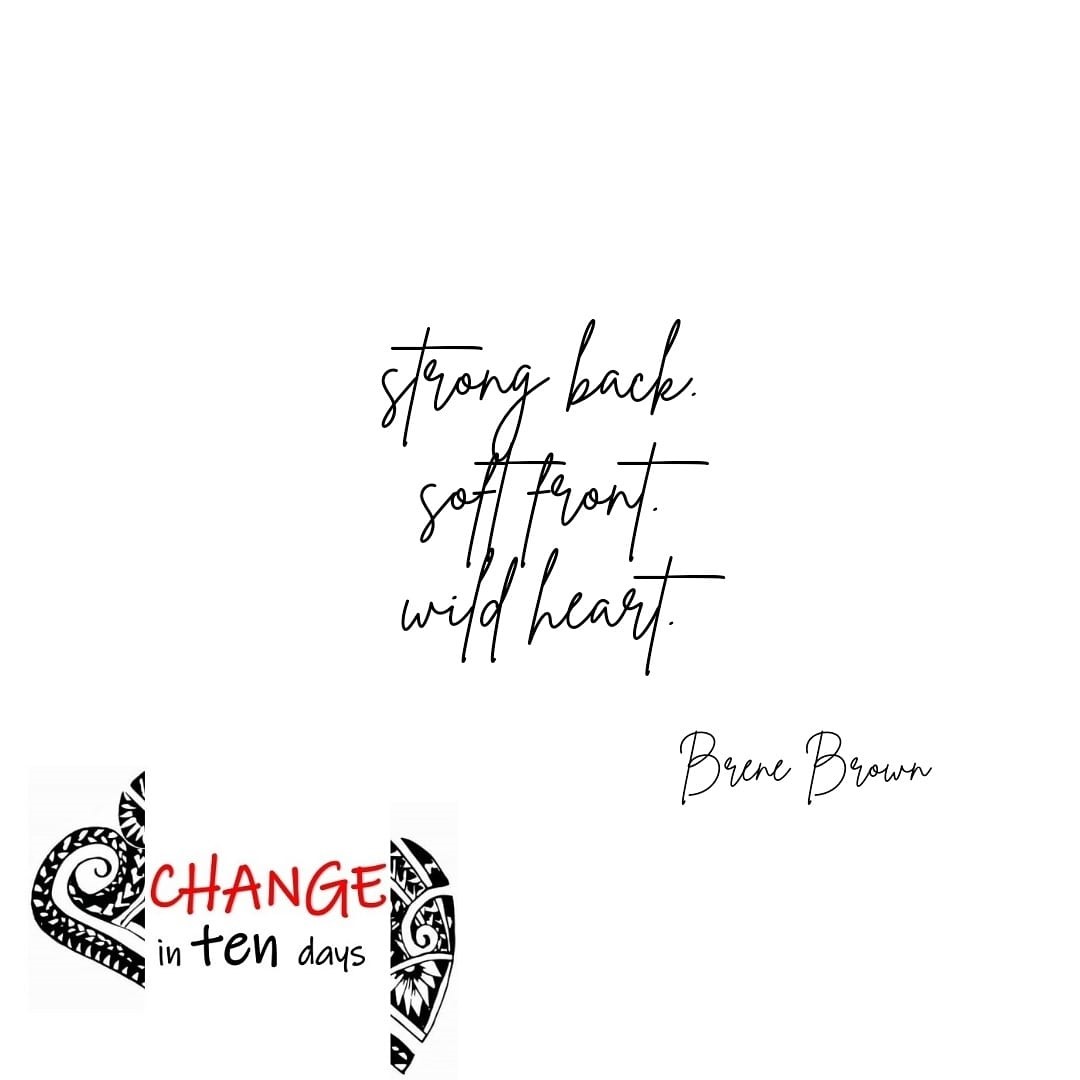 strong back.
soft front.
wild heart.
Brene Brown
CHANGE
in ten days